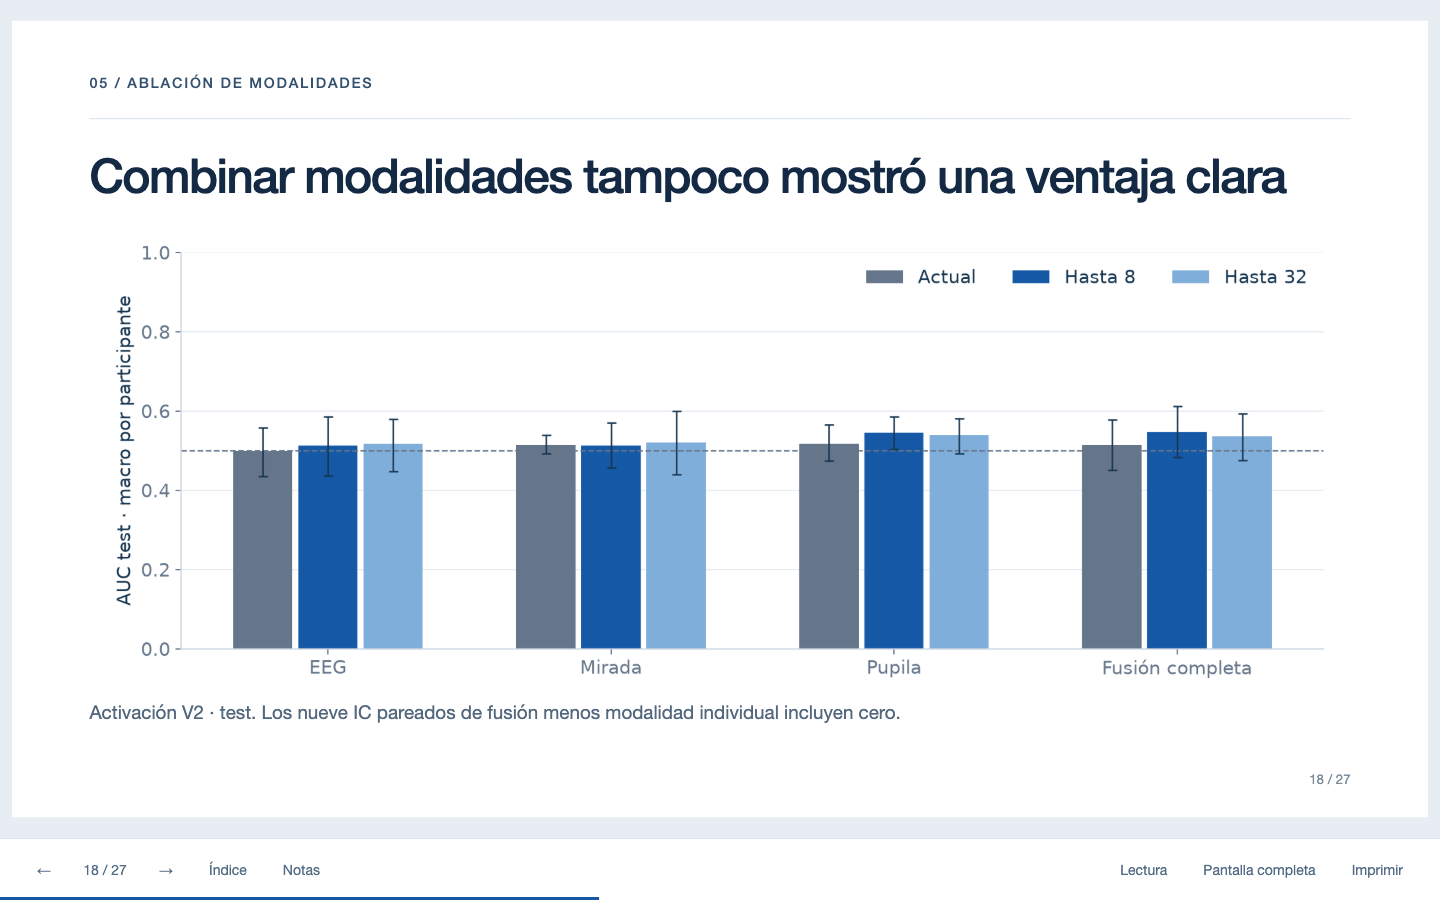 05 / ABLACIÓN DE MODALIDADES
Combinar modalidades tampoco mostró una ventaja clara
AUC test · macro por participante
1.0
0.8
0.6
0.4
0.2
0.0
Actual
Hasta 8
Hasta 32
EEG
Mirada
Pupila
Fusión completa
Activación V2 · test. Los nueve IC pareados de fusión menos modalidad individual incluyen cero.
18 / 27
← 18 / 27 → Índice Notas Lectura Pantalla completa Imprimir